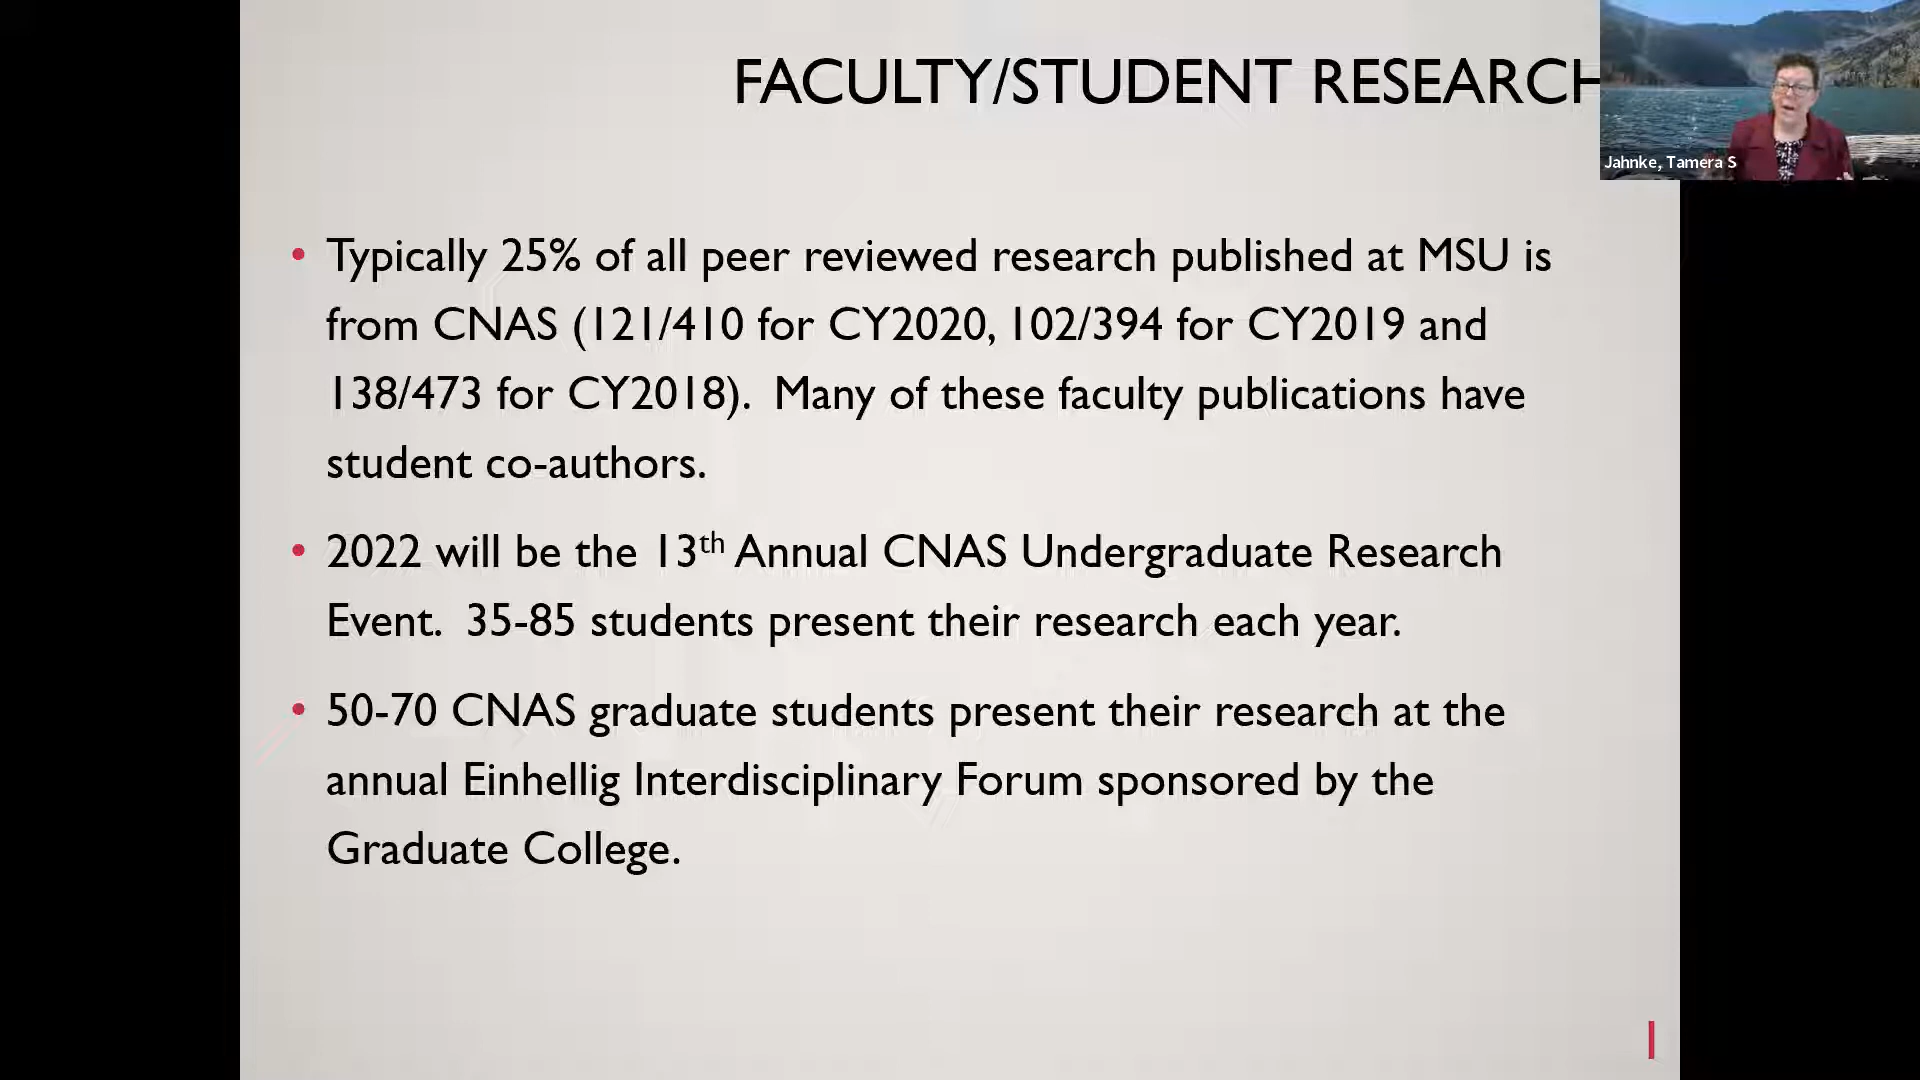 FACULTY/STUDENT RESEARCH
Jahnke, Tamera S
• Typically 25% of all peer reviewed research published at MSU is
from CNAS (121/410 for CY2020, 102/394 for CY2019 and
138/473 for CY2018).  Many of these faculty publications have
student co-authors.
• 2022 will be the 13th Annual CNAS Undergraduate Research
Event.  35-85 students present their research each year.
• 50-70 CNAS graduate students present their research at the
annual Einhellig Interdisciplinary Forum sponsored by the
Graduate College.